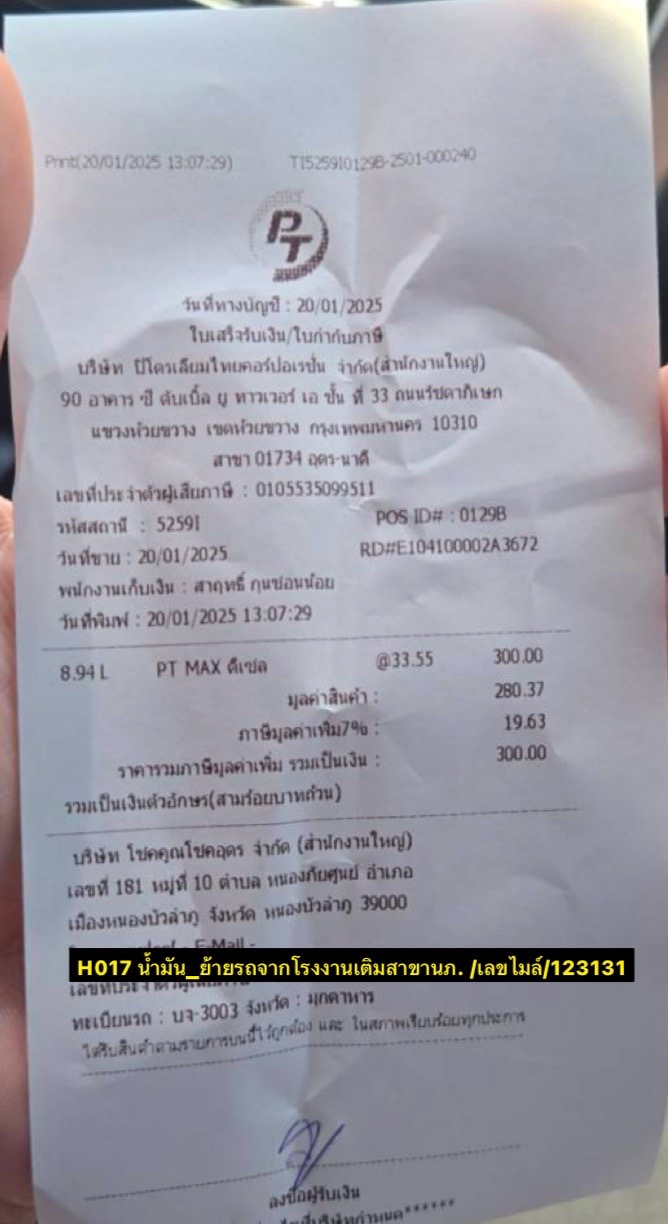 Print(20/01/2025 13:07:29) TI525910129B-2501-000240
PT
วันที่ทางบัญชี : 20/01/2025
ใบเสร็จรับเงิน/ใบกำกับภาษี
บริษัท ปิโตรเลียมไทยคอร์ปอเรชั่น จำกัด(สำนักงานใหญ่)
90 อาคาร ซี ดับเบิ้ล ยู ทาวเวอร์ เอ ชั้น ที่ 33 ถนนรัชดาภิเษก
แขวงห้วยขวาง เขตห้วยขวาง กรุงเทพมหานคร 10310
สาขา 01734 อุดร-นาดี
เลขที่ประจำตัวผู้เสียภาษี : 0105535099511
รหัสสถานี : 5259I POS ID# : 0129B
วันที่ขาย : 20/01/2025 RD#E104100002A3672
พนักงานเก็บเงิน : สาฤทธิ์ กุนซ่อนน้อย
วันที่พิมพ์ : 20/01/2025 13:07:29
8.94 L PT MAX ดีเซล @33.55 300.00
มูลค่าสินค้า : 280.37
ภาษีมูลค่าเพิ่ม7% : 19.63
ราคารวมภาษีมูลค่าเพิ่ม รวมเป็นเงิน : 300.00
รวมเป็นเงินตัวอักษร(สามร้อยบาทถ้วน)
บริษัท โชคคูณโชคอุดร จำกัด (สำนักงานใหญ่)
เลขที่ 181 หมู่ที่ 10 ตำบล หนองภัยศูนย์ อำเภอ
เมืองหนองบัวลำภู จังหวัด หนองบัวลำภู 39000
E-Mail -
H017 น้ำมัน_ย้ายรถจากโรงงานเติมสาขานภ. /เลขไมล์/123131
เลขที่ประจำตัวผู้เสียภาษี
ทะเบียนรถ : บจ-3003 จังหวัด : มุกดาหาร
ได้รับสินค้าตามรายการบนนี้ไว้ถูกต้อง และ ในสภาพเรียบร้อยทุกประการ
ลงชื่อผู้รับเงิน